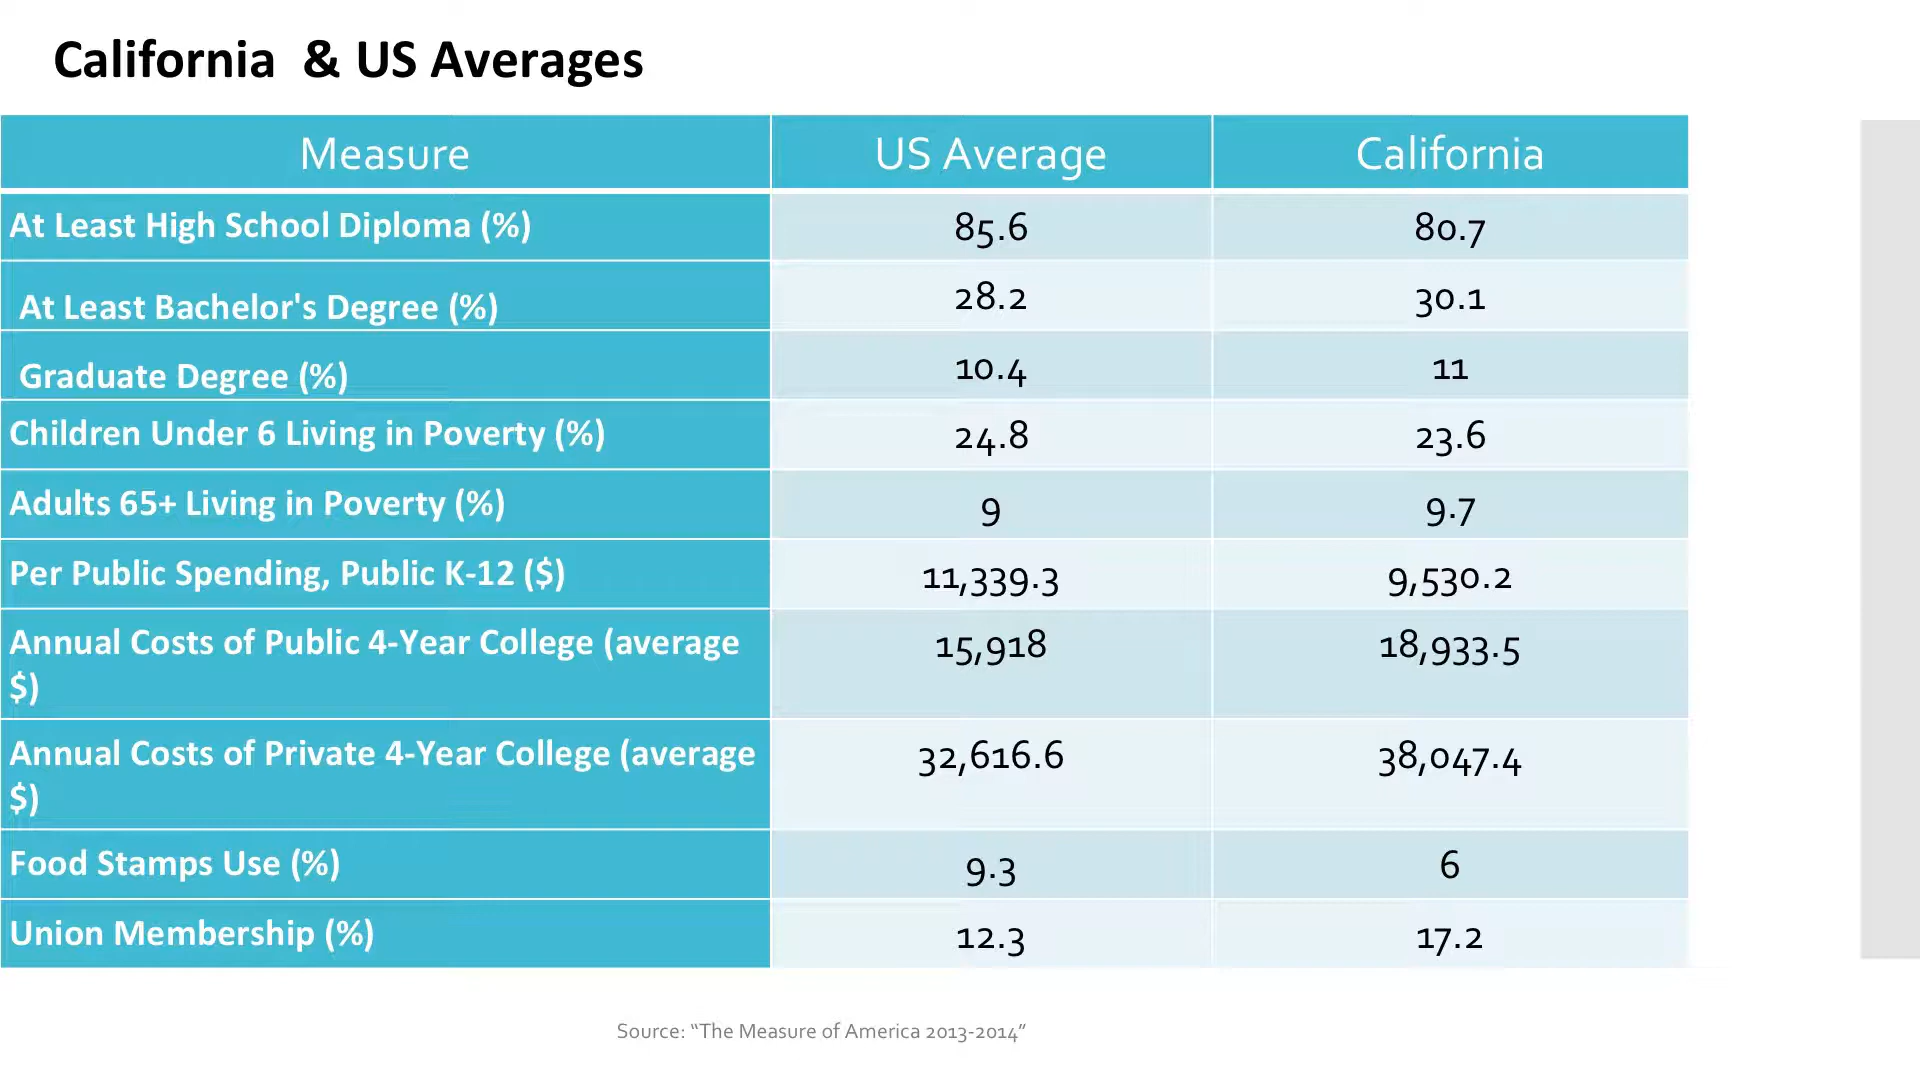 California & US Averages
Measure US Average California
At Least High School Diploma (%) 85.6 80.7
At Least Bachelor's Degree (%) 28.2 30.1
Graduate Degree (%) 10.4 11
Children Under 6 Living in Poverty (%) 24.8 23.6
Adults 65+ Living in Poverty (%) 9 9.7
Per Public Spending, Public K-12 ($) 11,339.3 9,530.2
Annual Costs of Public 4-Year College (average 15,918 18,933.5
$)
Annual Costs of Private 4-Year College (average 32,616.6 38,047.4
$)
Food Stamps Use (%) 9.3 6
Union Membership (%) 12.3 17.2
Source: “The Measure of America 2013-2014”